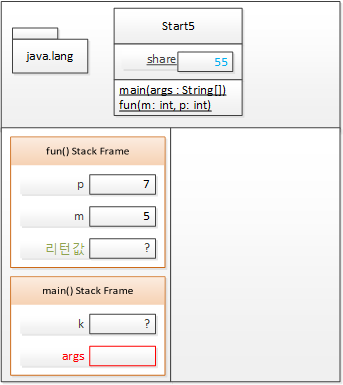 Start5
java.lang
share 55
main(args : String[])
fun(m: int, p: int)
fun() Stack Frame
p 7
m 5
리턴값 ?
main() Stack Frame
k ?
args